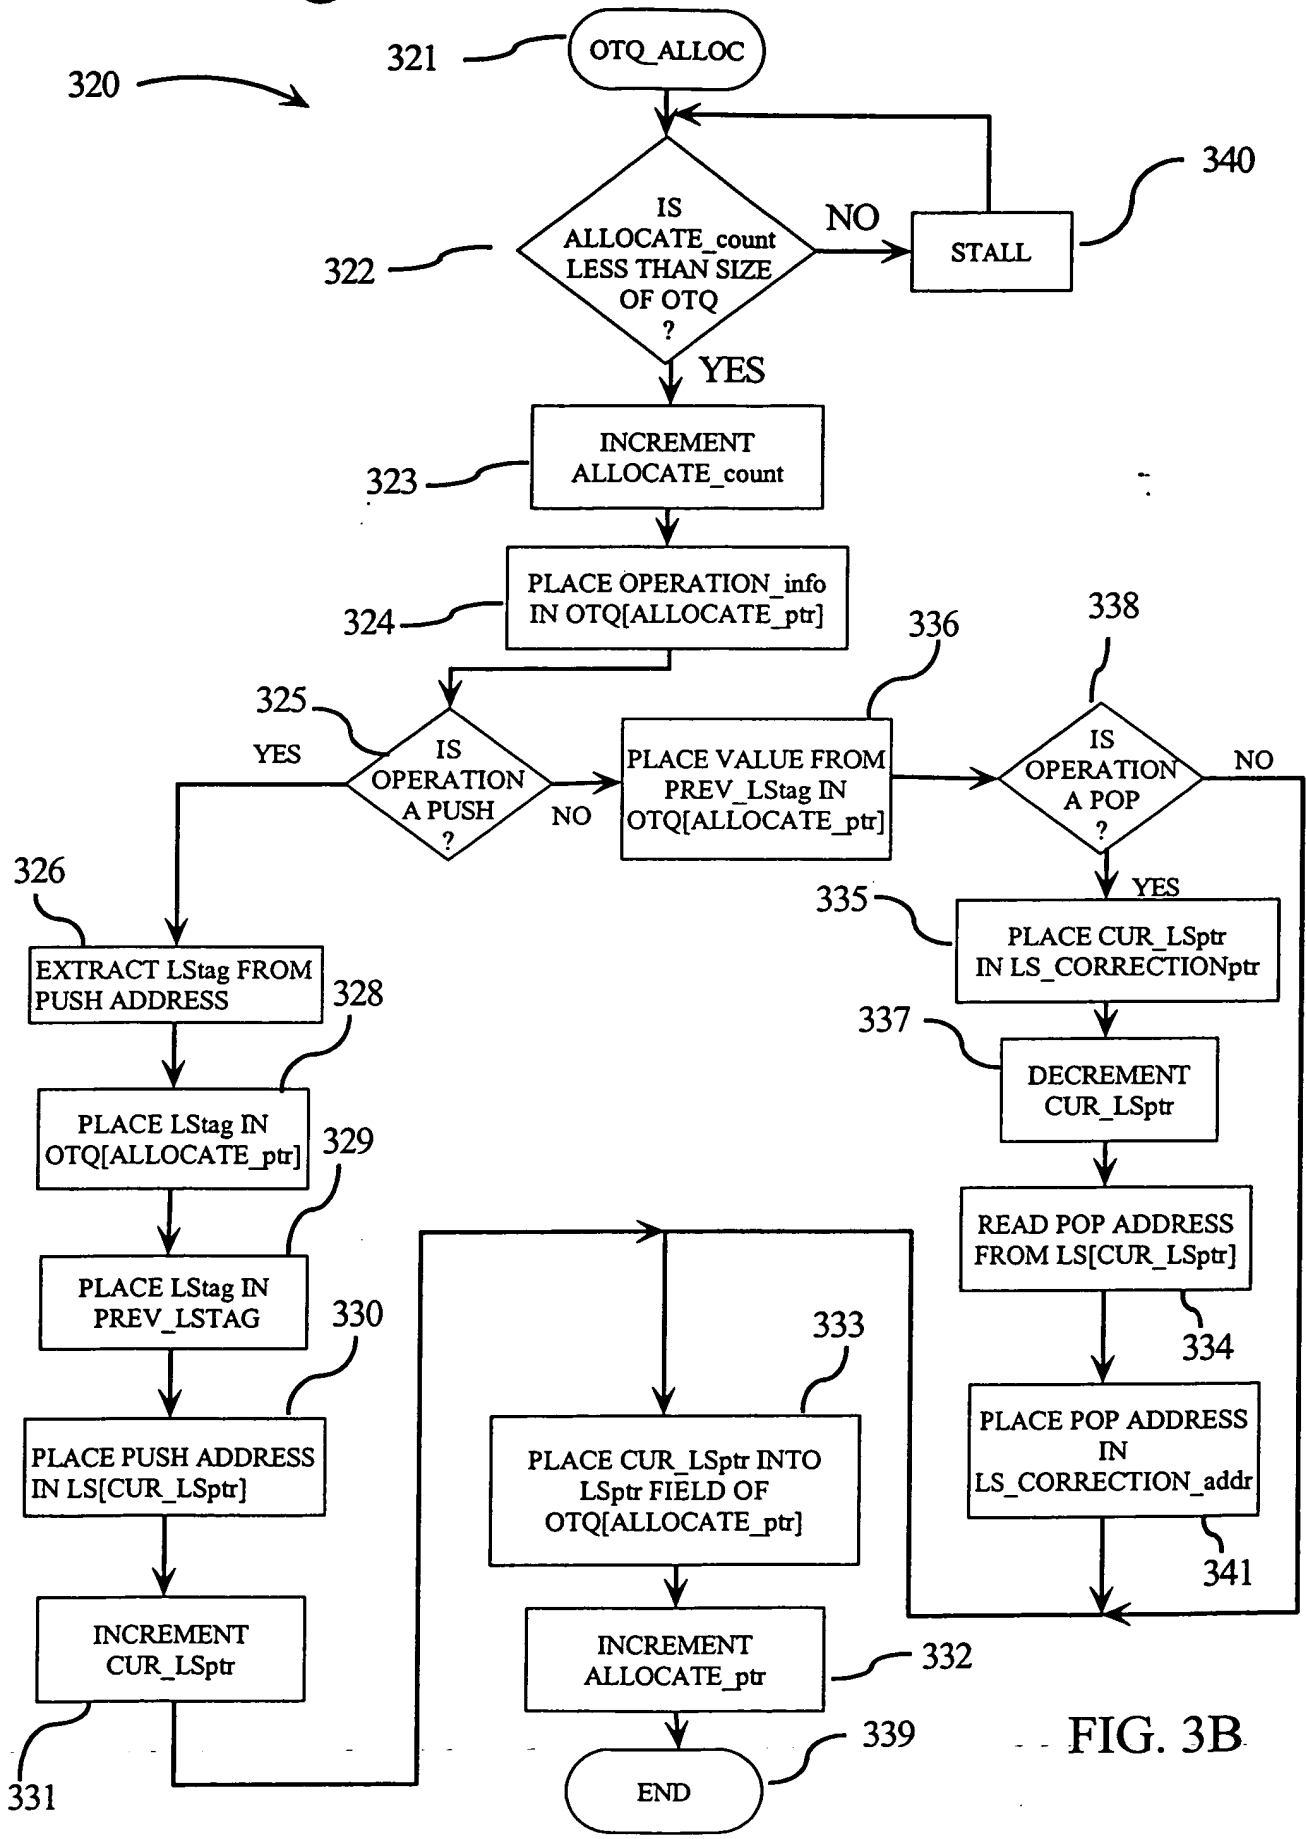 321
OTQ_ALLOC
320
340
IS
ALLOCATE_count
LESS THAN SIZE
OF OTQ
?
322
NO
STALL
YES
INCREMENT
ALLOCATE_count
323
PLACE OPERATION_info
IN OTQ[ALLOCATE_ptr]
324
336
338
325
YES
IS
OPERATION
A PUSH
?
NO
PLACE VALUE FROM
PREV_LStag IN
OTQ[ALLOCATE_ptr]
IS
OPERATION
A POP
?
NO
YES
326
EXTRACT LStag FROM
PUSH ADDRESS
335
PLACE CUR_LSptr
IN LS_CORRECTIONptr
328
PLACE LStag IN
OTQ[ALLOCATE_ptr]
337
DECREMENT
CUR_LSptr
329
PLACE LStag IN
PREV_LSTAG
READ POP ADDRESS
FROM LS[CUR_LSptr]
334
330
PLACE PUSH ADDRESS
IN LS[CUR_LSptr]
333
PLACE CUR_LSptr INTO
LSptr FIELD OF
OTQ[ALLOCATE_ptr]
PLACE POP ADDRESS
IN
LS_CORRECTION_addr
341
INCREMENT
CUR_LSptr
331
INCREMENT
ALLOCATE_ptr
332
339
END
FIG. 3B